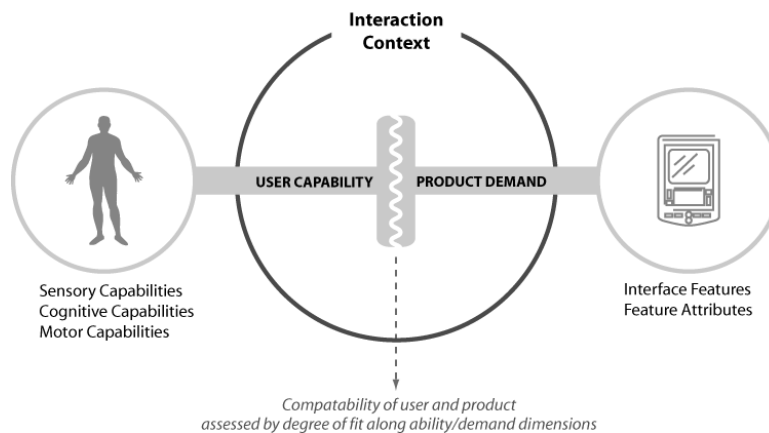 Interaction
Context
USER CAPABILITY
PRODUCT DEMAND
Sensory Capabilities
Cognitive Capabilities
Motor Capabilities
Interface Features
Feature Attributes
Compatability of user and product
assessed by degree of fit along ability/demand dimensions